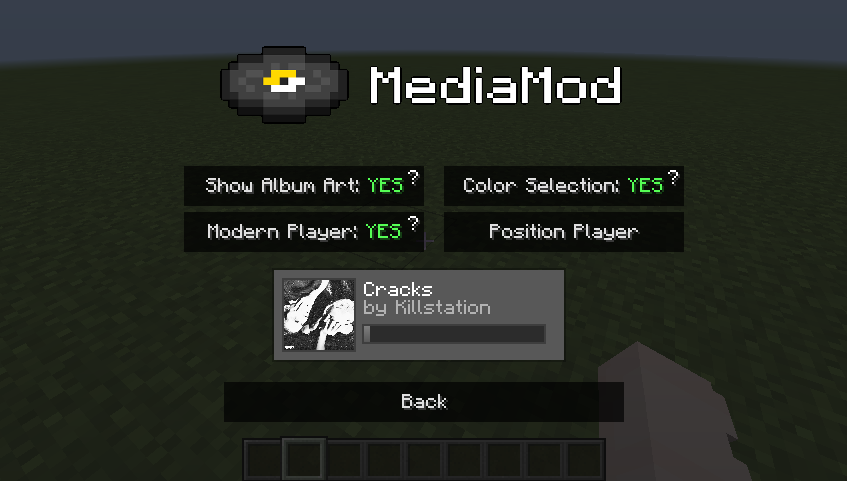 MediaMod
Show Album Art: YES ?
Color Selection: YES ?
Modern Player: YES ?
Position Player
Cracks
by Killstation
Back